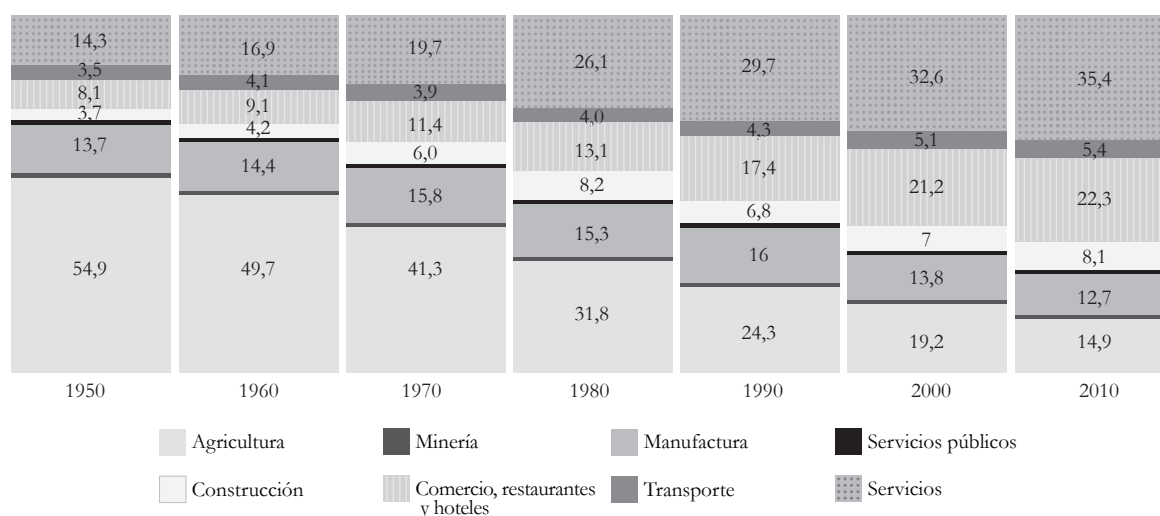 14,3 16,9 19,7 26,1 29,7 32,6 35,4
3,5 4,1 3,9 4,0 4,3 5,1 5,4
8,1 9,1 11,4 13,1 17,4 21,2 22,3
3,7 4,2 6,0 8,2 6,8 7 8,1
13,7 14,4 15,8 15,3 16 13,8 12,7
54,9 49,7 41,3 31,8 24,3 19,2 14,9
1950 1960 1970 1980 1990 2000 2010
Agricultura Minería Manufactura Servicios públicos
Construcción Comercio, restaurantes Transporte Servicios
y hoteles